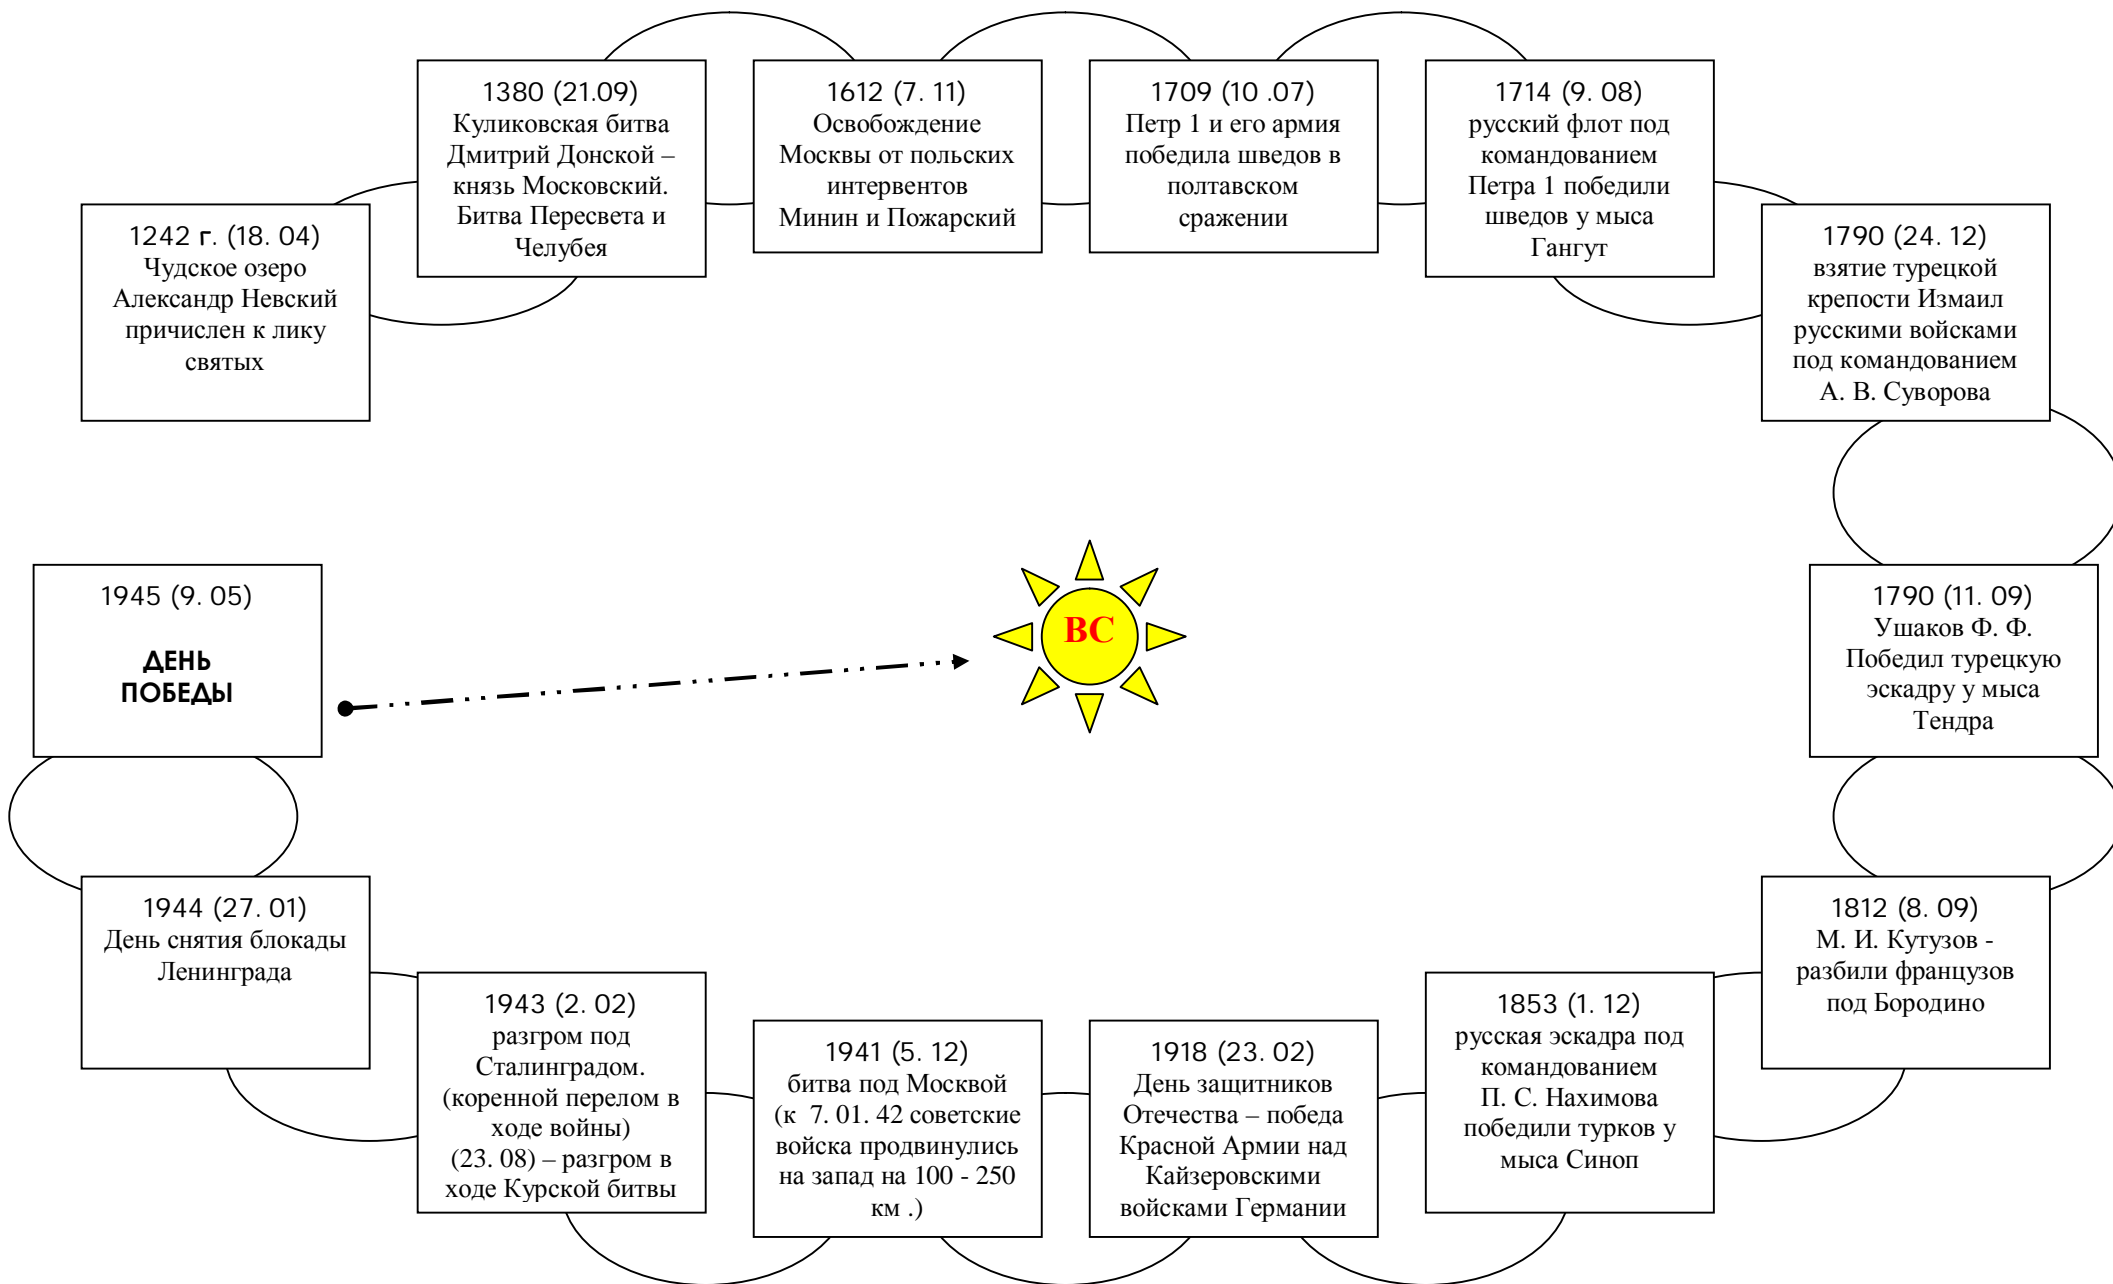 1242 г. (18. 04)
Чудское озеро
Александр Невский
причислен к лику
святых
1380 (21.09)
Куликовская битва
Дмитрий Донской –
князь Московский.
Битва Пересвета и
Челубея
1612 (7. 11)
Освобождение
Москвы от польских
интервентов
Минин и Пожарский
1709 (10 .07)
Петр 1 и его армия
победила шведов в
полтавском
сражении
1714 (9. 08)
русский флот под
командованием
Петра 1 победили
шведов у мыса
Гангут
1790 (24. 12)
взятие турецкой
крепости Измаил
русскими войсками
под командованием
А. В. Суворова
1790 (11. 09)
Ушаков Ф. Ф.
Победил турецкую
эскадру у мыса
Тендра
1812 (8. 09)
М. И. Кутузов -
разбили французов
под Бородино
1853 (1. 12)
русская эскадра под
командованием
П. С. Нахимова
победили турков у
мыса Синоп
1918 (23. 02)
День защитников
Отечества – победа
Красной Армии над
Кайзеровскими
войсками Германии
1941 (5. 12)
битва под Москвой
(к 7. 01. 42 советские
войска продвинулись
на запад на 100 - 250
км .)
1943 (2. 02)
разгром под
Сталинградом.
(коренной перелом в
ходе войны)
(23. 08) – разгром в
ходе Курской битвы
1944 (27. 01)
День снятия блокады
Ленинграда
1945 (9. 05)
ДЕНЬ
ПОБЕДЫ
ВС